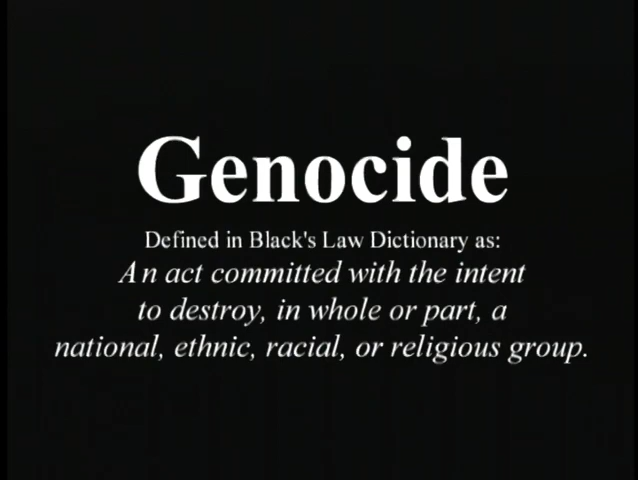 Genocide
Defined in Black's Law Dictionary as:
An act committed with the intent
to destroy, in whole or part, a
national, ethnic, racial, or religious group.